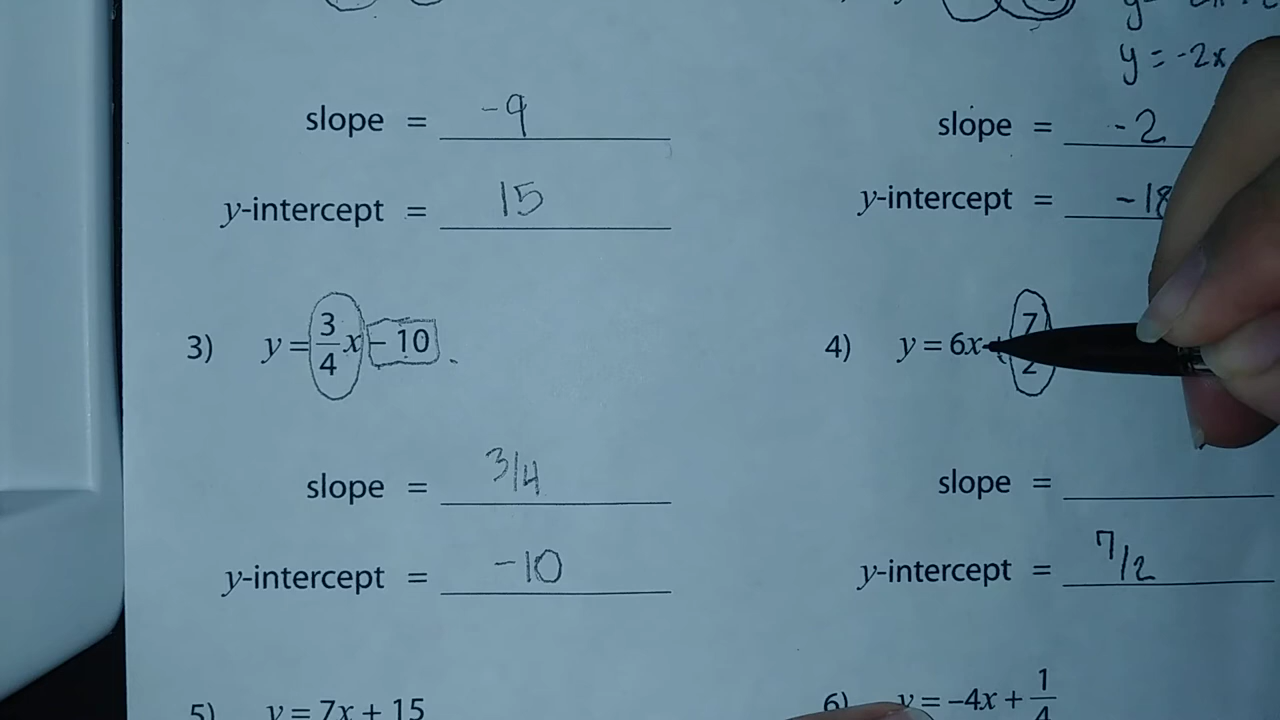 y = -2x
slope = -9
slope = -2
y-intercept = 15
y-intercept = -18
3) y = 3/4 x - 10
4) y = 6x 7/2
slope = 3/4
slope =
y-intercept = -10
y-intercept = 7/2
5) y = 7x + 15
6) y = -4x + 1/4